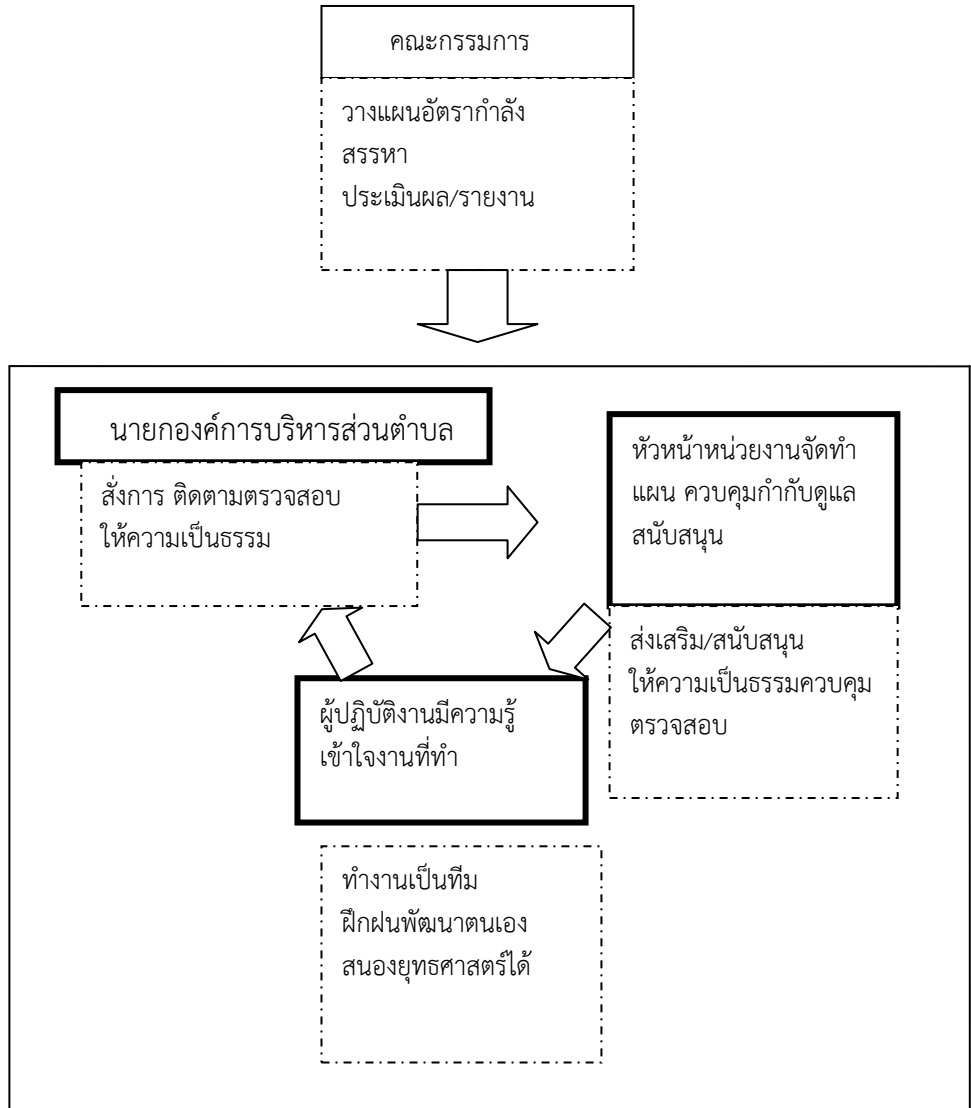 คณะกรรมการ
วางแผนอัตรากำลัง
สรรหา
ประเมินผล/รายงาน
นายกองค์การบริหารส่วนตำบล
สั่งการ ติดตามตรวจสอบ
ให้ความเป็นธรรม
หัวหน้าหน่วยงานจัดทำ
แผน ควบคุมกำกับดูแล
สนับสนุน
ส่งเสริม/สนับสนุน
ให้ความเป็นธรรมควบคุม
ตรวจสอบ
ผู้ปฏิบัติงานมีความรู้
เข้าใจงานที่ทำ
ทำงานเป็นทีม
ฝึกฝนพัฒนาตนเอง
สนองยุทธศาสตร์ได้